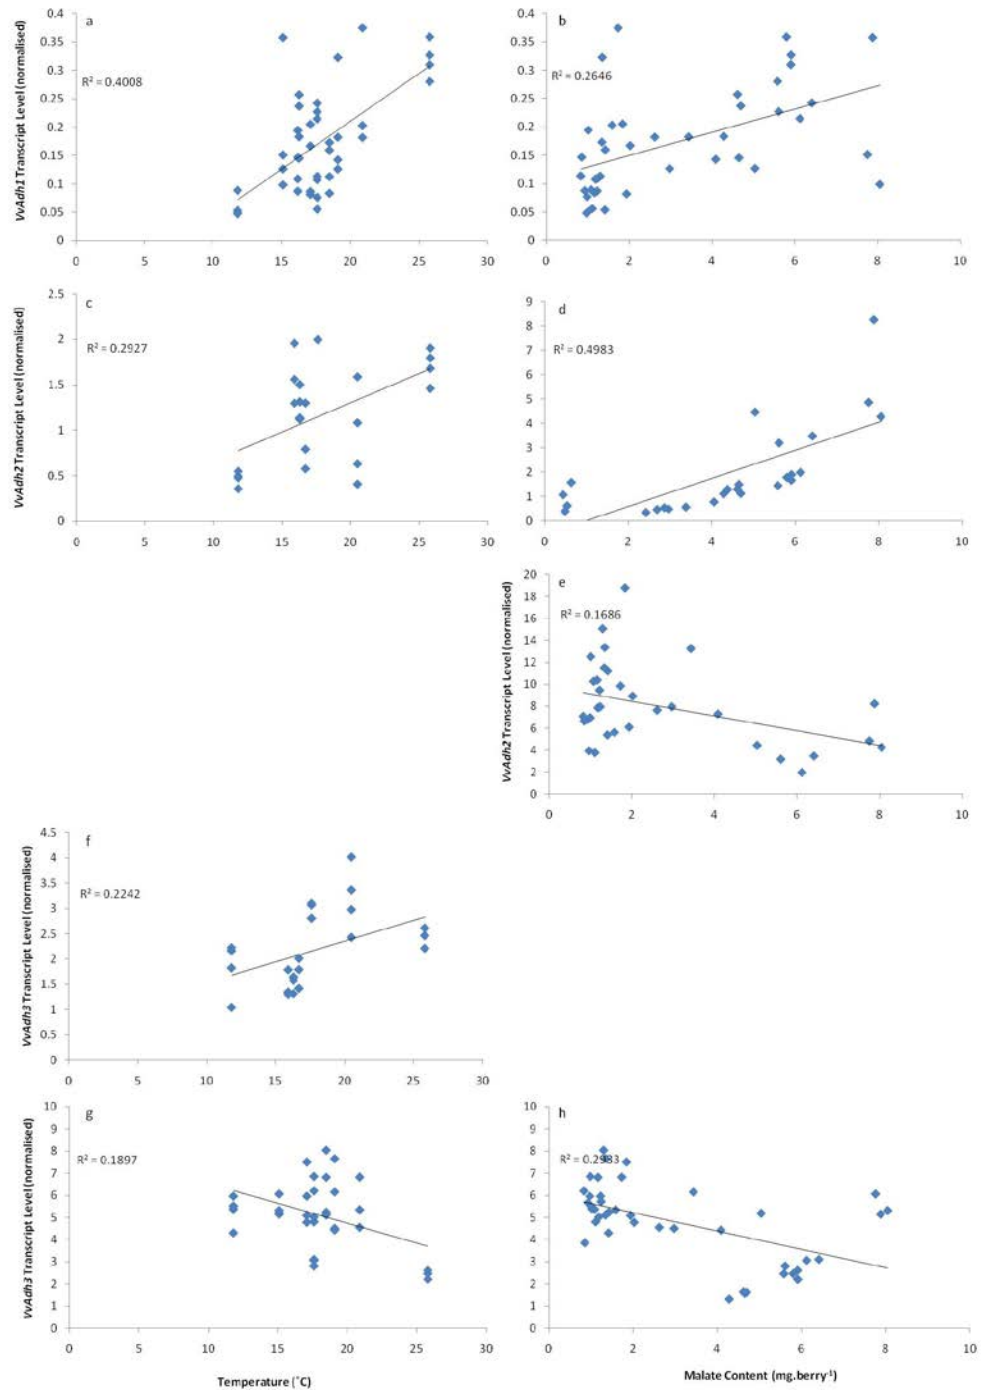 a
VvAdh1 Transcript Level (normalised)
0.4
0.35
0.3
0.25
0.2
0.15
0.1
0.05
0
R² = 0.4008
0 5 10 15 20 25 30
b
0.4
0.35
0.3
0.25
0.2
0.15
0.1
0.05
0
R² = 0.2646
0 2 4 6 8 10
c
VvAdh2 Transcript Level (normalised)
2.5
2
1.5
1
0.5
0
R² = 0.2927
0 5 10 15 20 25 30
d
9
8
7
6
5
4
3
2
1
0
R² = 0.4983
0 2 4 6 8 10
e
VvAdh2 Transcript Level (normalised)
20
18
16
14
12
10
8
6
4
2
0
R² = 0.1686
0 2 4 6 8 10
f
VvAdh3 Transcript Level (normalised)
4.5
4
3.5
3
2.5
2
1.5
1
0.5
0
R² = 0.2242
0 5 10 15 20 25 30
g
VvAdh3 Transcript Level (normalised)
10
9
8
7
6
5
4
3
2
1
0
R² = 0.1897
0 5 10 15 20 25 30
Temperature (˚C)
h
10
9
8
7
6
5
4
3
2
1
0
R² = 0.2983
0 2 4 6 8 10
Malate Content (mg.berry⁻¹)